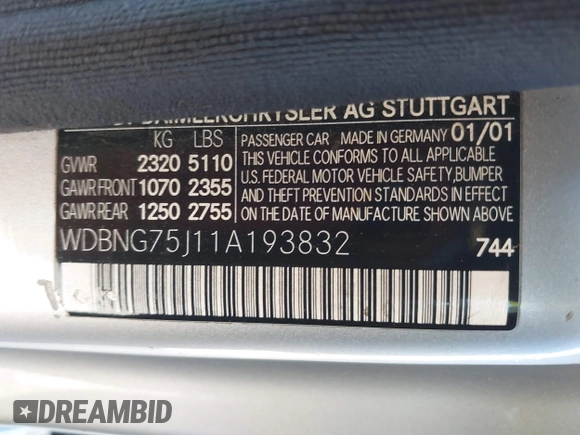 DAIMLERCHRYSLER AG STUTTGART
KG LBS
GVWR 2320 5110
GAWR FRONT 1070 2355
GAWR REAR 1250 2755
PASSENGER CAR MADE IN GERMANY 01/01
THIS VEHICLE CONFORMS TO ALL APPLICABLE
U.S. FEDERAL MOTOR VEHICLE SAFETY,BUMPER
AND THEFT PREVENTION STANDARDS IN EFFECT
ON THE DATE OF MANUFACTURE SHOWN ABOVE
WDBNG75J11A193832
744
DREAMBID